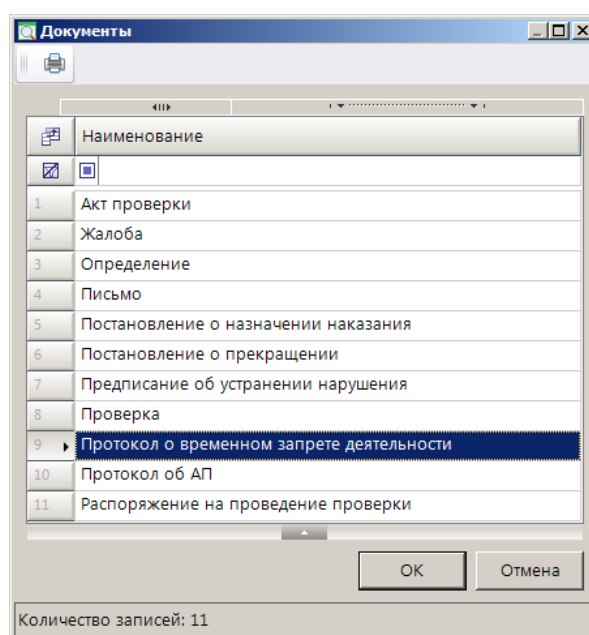 Документы
Наименование
1 Акт проверки
2 Жалоба
3 Определение
4 Письмо
5 Постановление о назначении наказания
6 Постановление о прекращении
7 Предписание об устранении нарушения
8 Проверка
9 Протокол о временном запрете деятельности
10 Протокол об АП
11 Распоряжение на проведение проверки
OK Отмена
Количество записей: 11